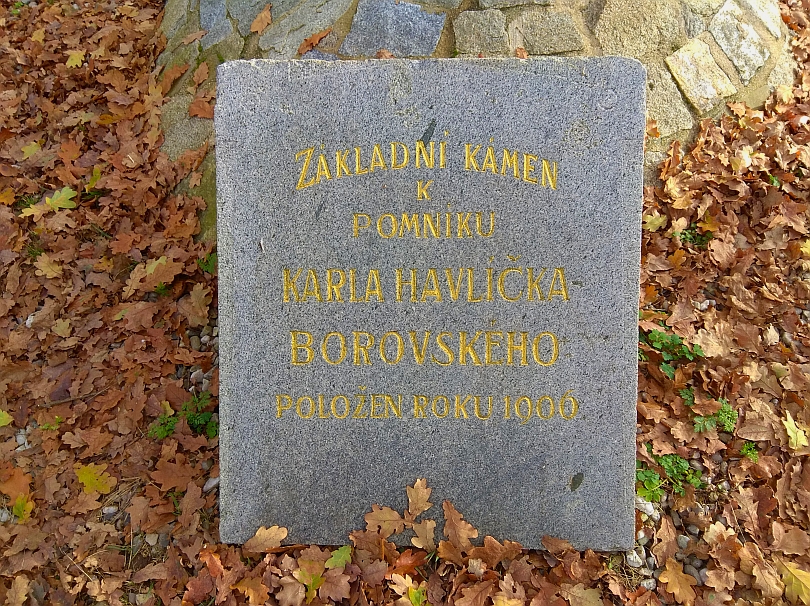 ZÁKLADNÍ KÁMEN
K
POMNÍKU
KARLA HAVLÍČKA
BOROVSKÉHO
POLOŽEN ROKU 1906